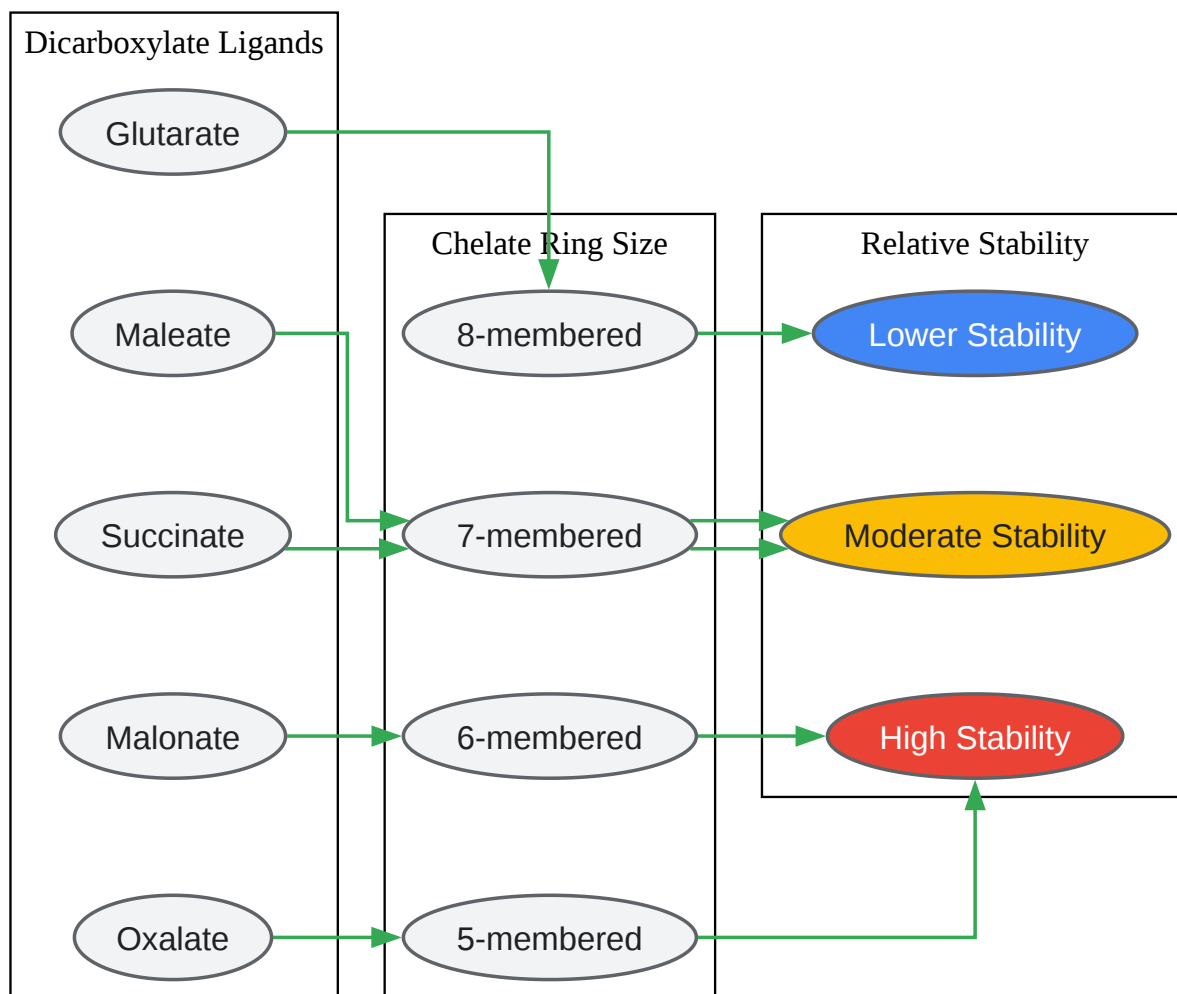 Dicarboxylate Ligands
Glutarate
Maleate
Succinate
Malonate
Oxalate
Chelate Ring Size
8-membered
7-membered
6-membered
5-membered
Relative Stability
Lower Stability
Moderate Stability
High Stability